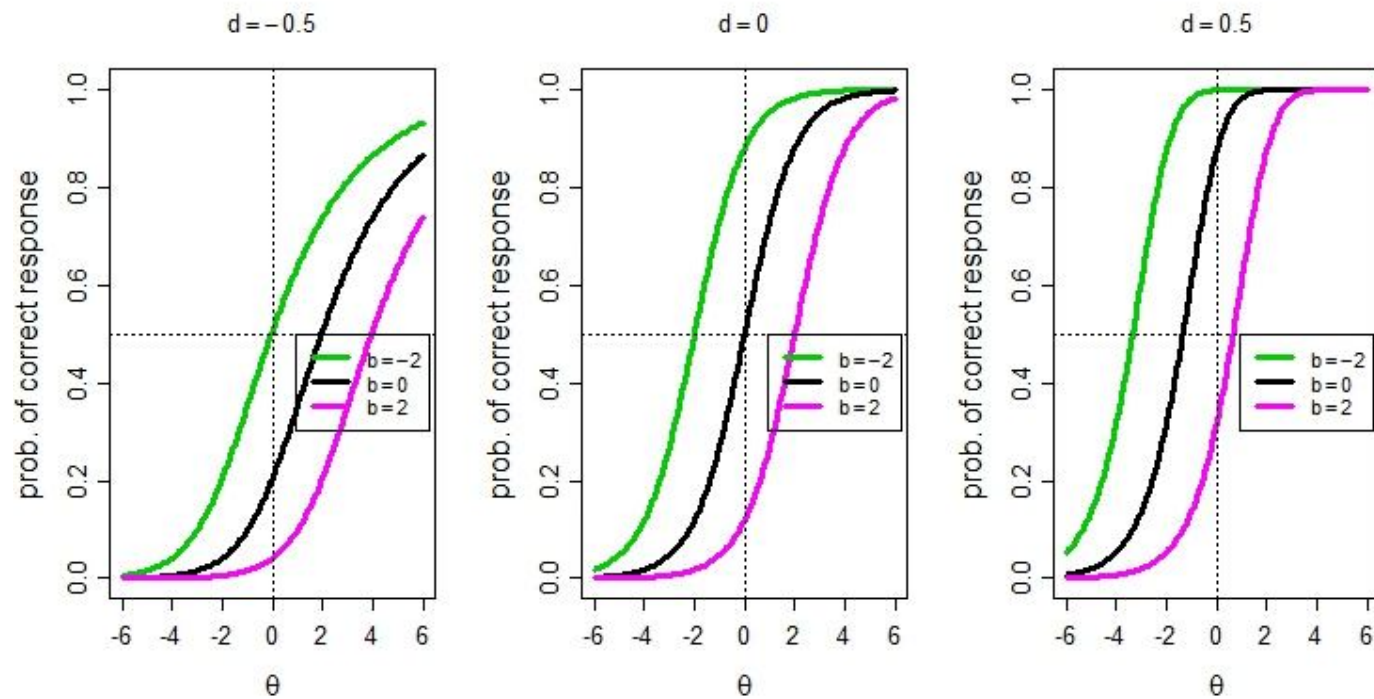 d = − 0.5
prob. of correct response
1.0
0.8
0.6
0.4
0.2
0.0
b = −2
b = 0
b = 2
-6 -4 -2 0 2 4 6
θ
d = 0
prob. of correct response
1.0
0.8
0.6
0.4
0.2
0.0
b = −2
b = 0
b = 2
-6 -4 -2 0 2 4 6
θ
d = 0.5
prob. of correct response
1.0
0.8
0.6
0.4
0.2
0.0
b = −2
b = 0
b = 2
-6 -4 -2 0 2 4 6
θ